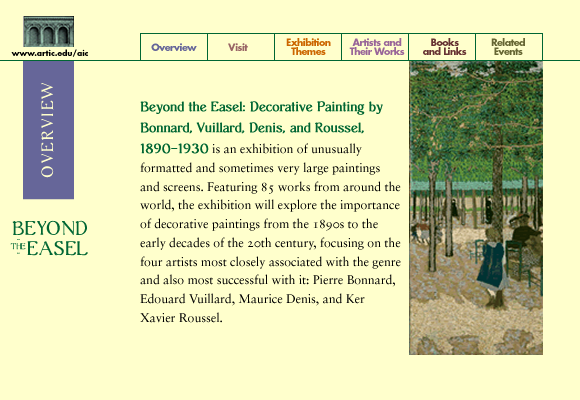 www.artic.edu/aic
Overview
Visit
Exhibition
Themes
Artists and
Their Works
Books
and Links
Related
Events
OVERVIEW
BEYOND
THE EASEL
Beyond the Easel: Decorative Painting by
Bonnard, Vuillard, Denis, and Roussel,
1890–1930 is an exhibition of unusually
formatted and sometimes very large paintings
and screens. Featuring 85 works from around the
world, the exhibition will explore the importance
of decorative paintings from the 1890s to the
early decades of the 20th century, focusing on the
four artists most closely associated with the genre
and also most successful with it: Pierre Bonnard,
Edouard Vuillard, Maurice Denis, and Ker
Xavier Roussel.